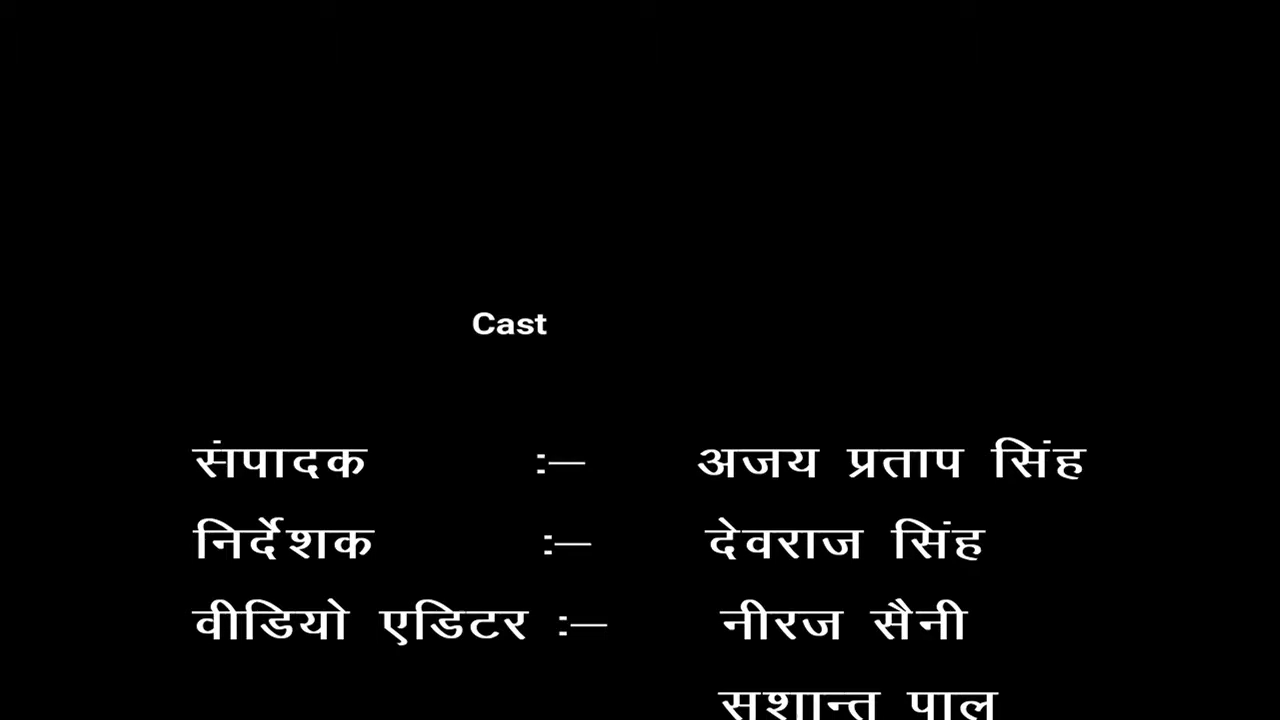 Cast
संपादक :— अजय प्रताप सिंह
निर्देशक :— देवराज सिंह
वीडियो एडिटर :— नीरज सैनी
पाल